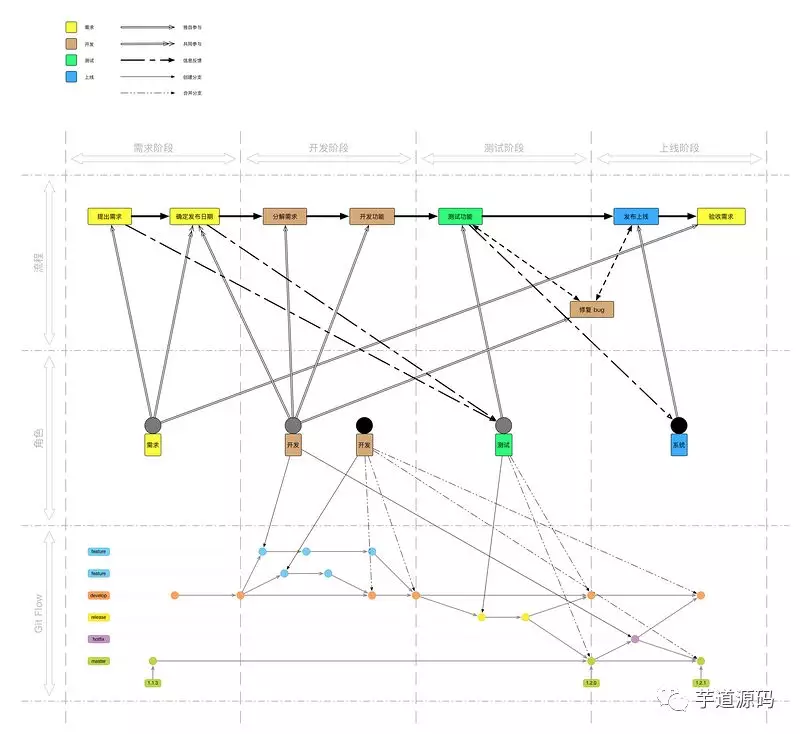 需求
独自参与
开发
共同参与
测试
信息反馈
上线
创建分支
合并分支
需求阶段
开发阶段
测试阶段
上线阶段
流程
提出需求
确定发布日期
分解需求
开发功能
测试功能
发布上线
验收需求
修复 bug
角色
需求
开发
开发
测试
系统
Git Flow
feature
feature
develop
release
hotfix
master
1.1.3
1.2.0
1.2.1
芋道源码